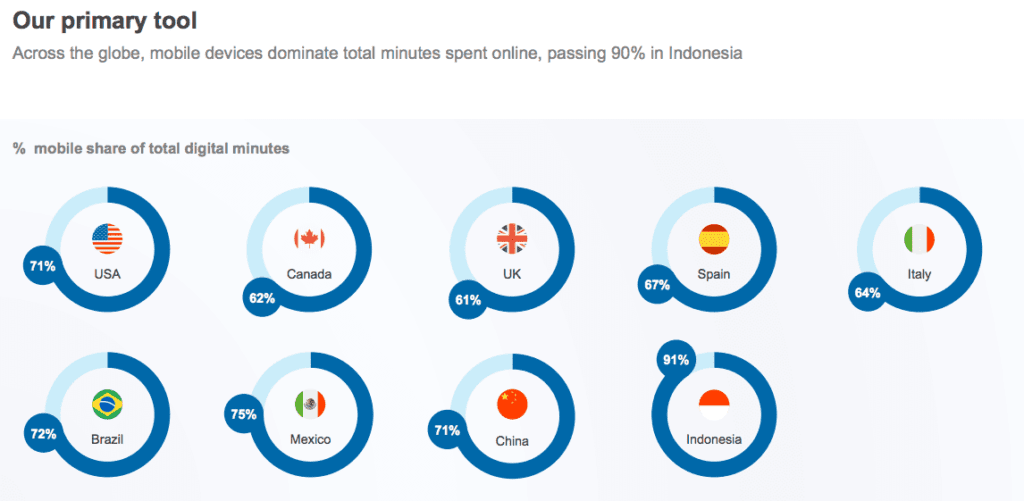 Our primary tool
Across the globe, mobile devices dominate total minutes spent online, passing 90% in Indonesia
% mobile share of total digital minutes
71%
USA
62%
Canada
61%
UK
67%
Spain
64%
Italy
72%
Brazil
75%
Mexico
71%
China
91%
Indonesia